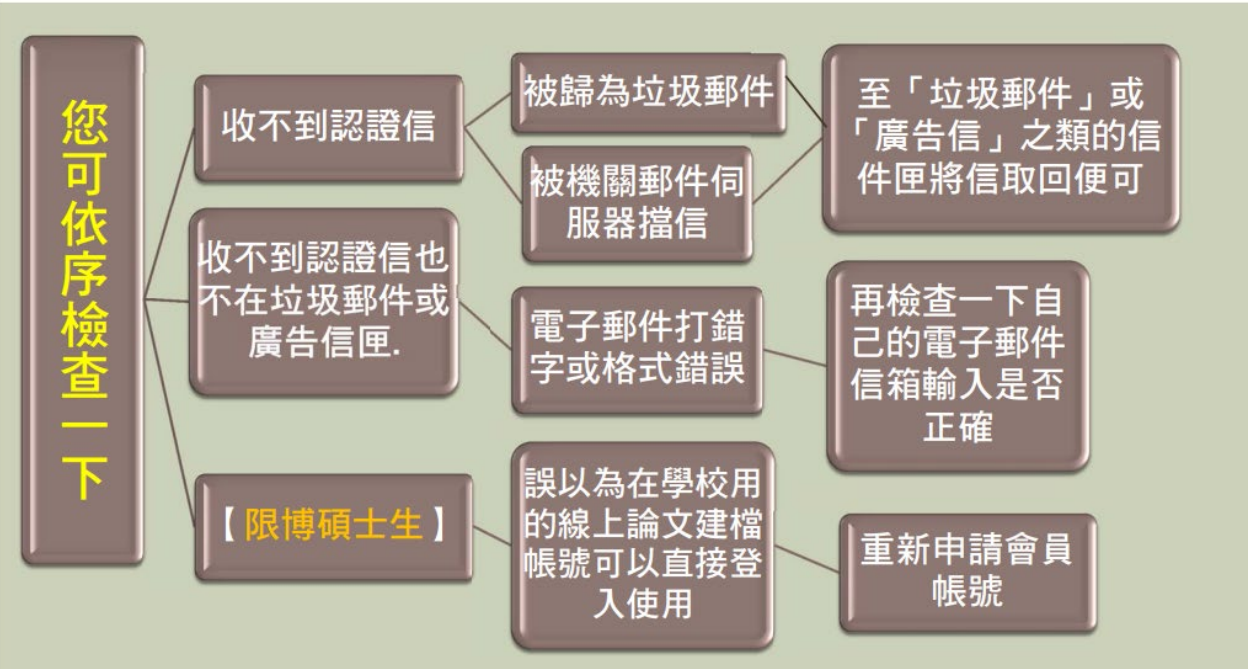 您可依序檢查一下
收不到認證信
被歸為垃圾郵件
被機關郵件伺
服器擋信
至「垃圾郵件」或
「廣告信」之類的信
件匣將信取回便可
收不到認證信也
不在垃圾郵件或
廣告信匣.
電子郵件打錯
字或格式錯誤
再檢查一下自
己的電子郵件
信箱輸入是否
正確
【限博碩士生】
誤以為在學校用
的線上論文建檔
帳號可以直接登
入使用
重新申請會員
帳號